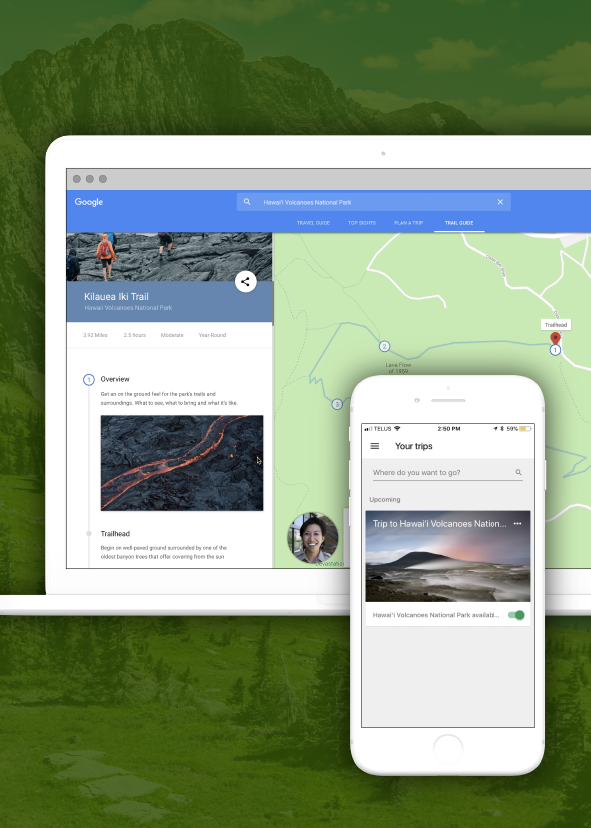 Google
Hawai'i Volcanoes National Park
TRAVEL GUIDE
TOP SIGHTS
PLAN A TRIP
TRAIL GUIDE
Kilauea Iki Trail
Hawaii Volcanoes National Park
3.92 Miles
2.5 hours
Moderate
Year-Round
1
Overview
Get an on the ground feel for the park's trails and
surroundings. What to see, what to bring and what it's like.
Trailhead
Begin on well-paved ground surrounded by one of the
oldest banyan trees that offer covering from the sun
Trailhead
1
2
Lava Flow
of 1959
3
TELUS
2:50 PM
59%
Your trips
Where do you want to go?
Upcoming
Trip to Hawai'i Volcanoes Nation...
Hawai'i Volcanoes National Park availabl...